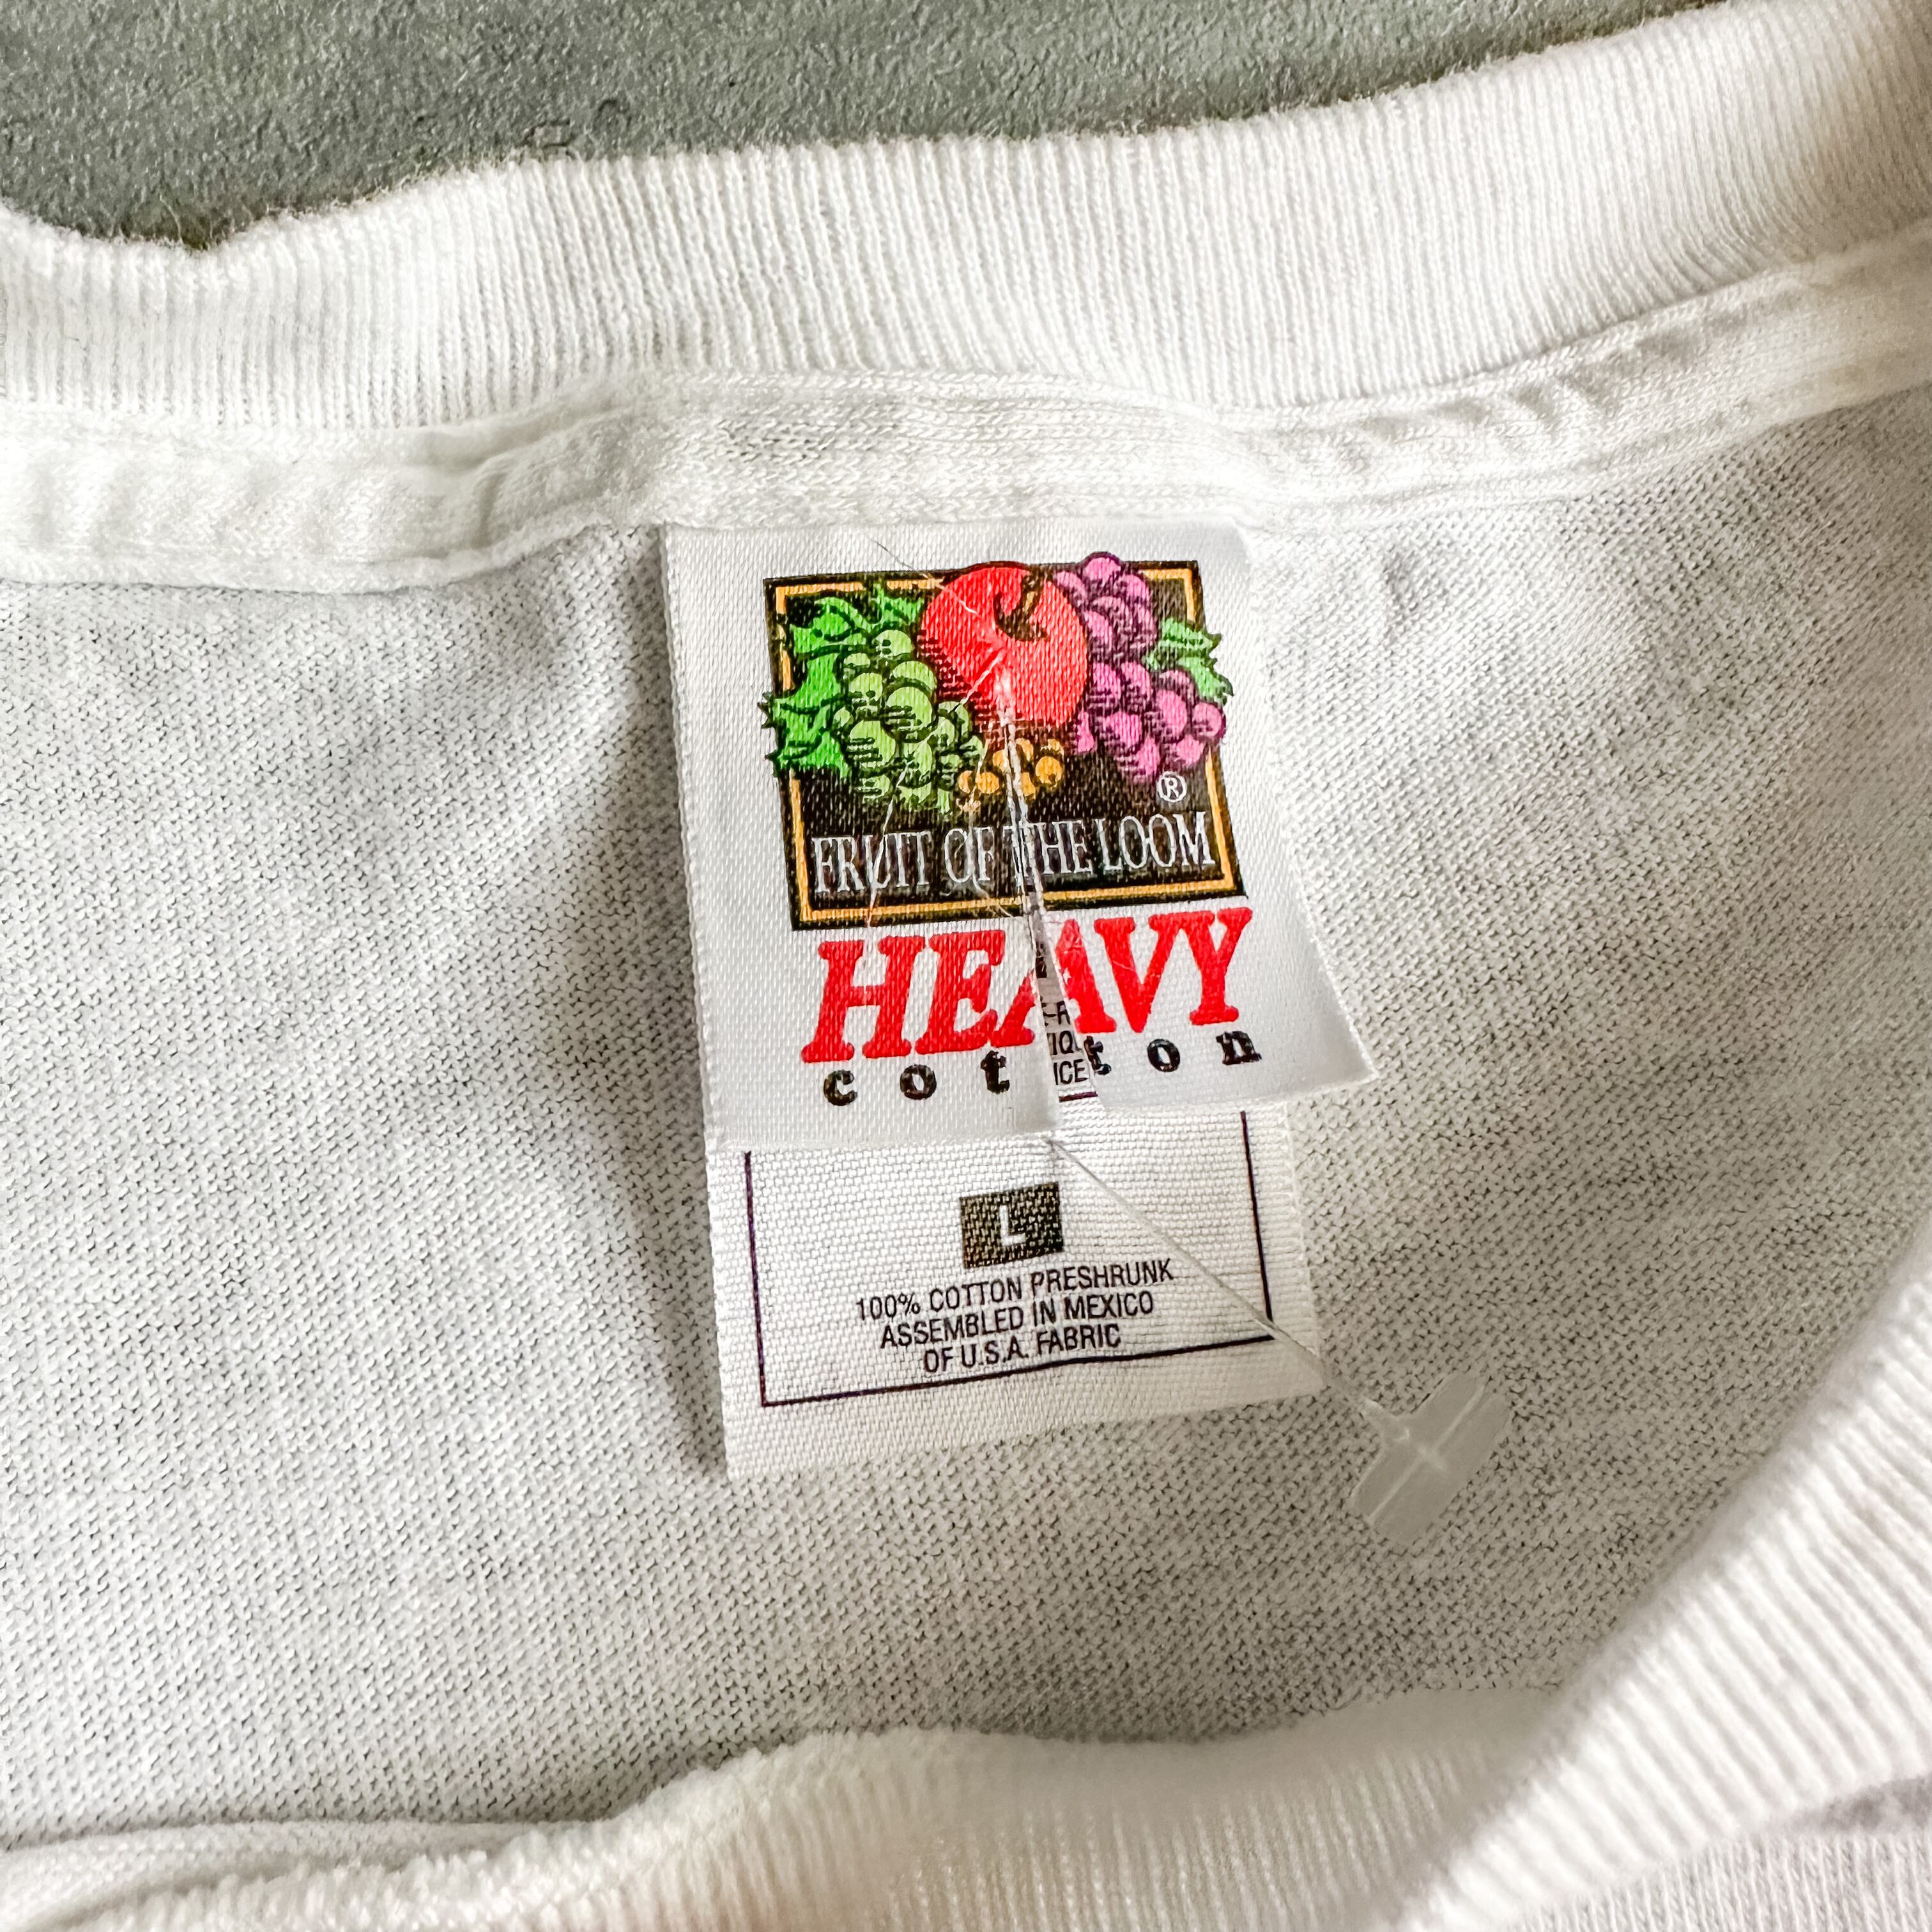 ®
FRUIT OF THE LOOM
HEAVY
cotton
L
100% COTTON PRESHRUNK
ASSEMBLED IN MEXICO
OF U.S.A. FABRIC